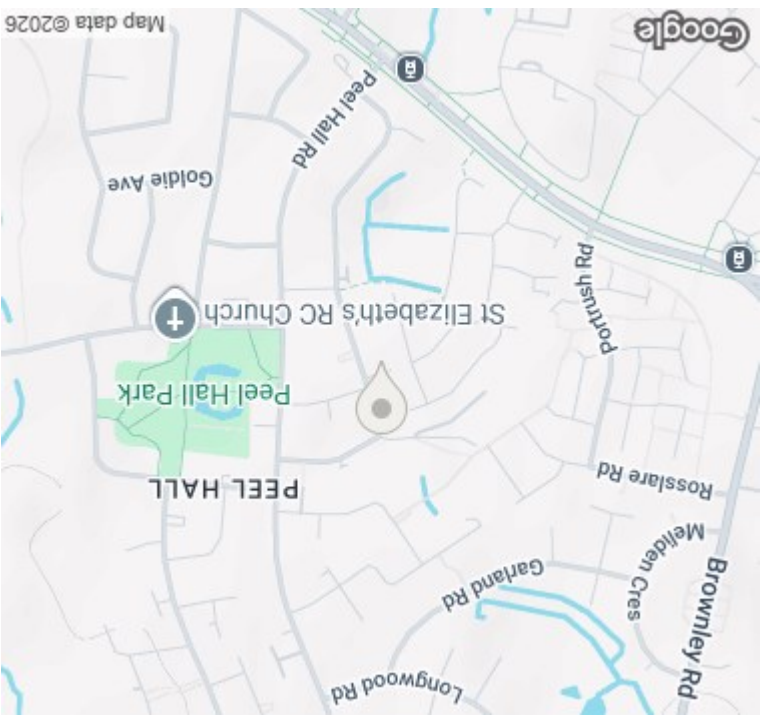 Longwood Rd
Garland Rd
Meliden Cres
Brownley Rd
Rosslare Rd
PEEL HALL
Peel Hall Park
St Elizabeth's RC Church
Portrush Rd
Goldie Ave
Peel Hall Rd
Google
Map data ©2026